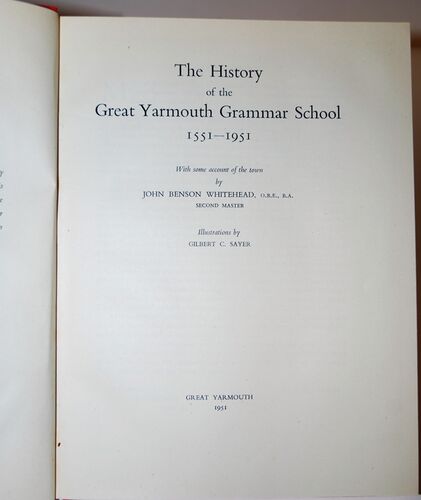 The History
of the
Great Yarmouth Grammar School
1551—1951
With some account of the town
by
JOHN BENSON WHITEHEAD, O.B.E., B.A.
SECOND MASTER
Illustrations by
GILBERT C. SAYER
GREAT YARMOUTH
1951